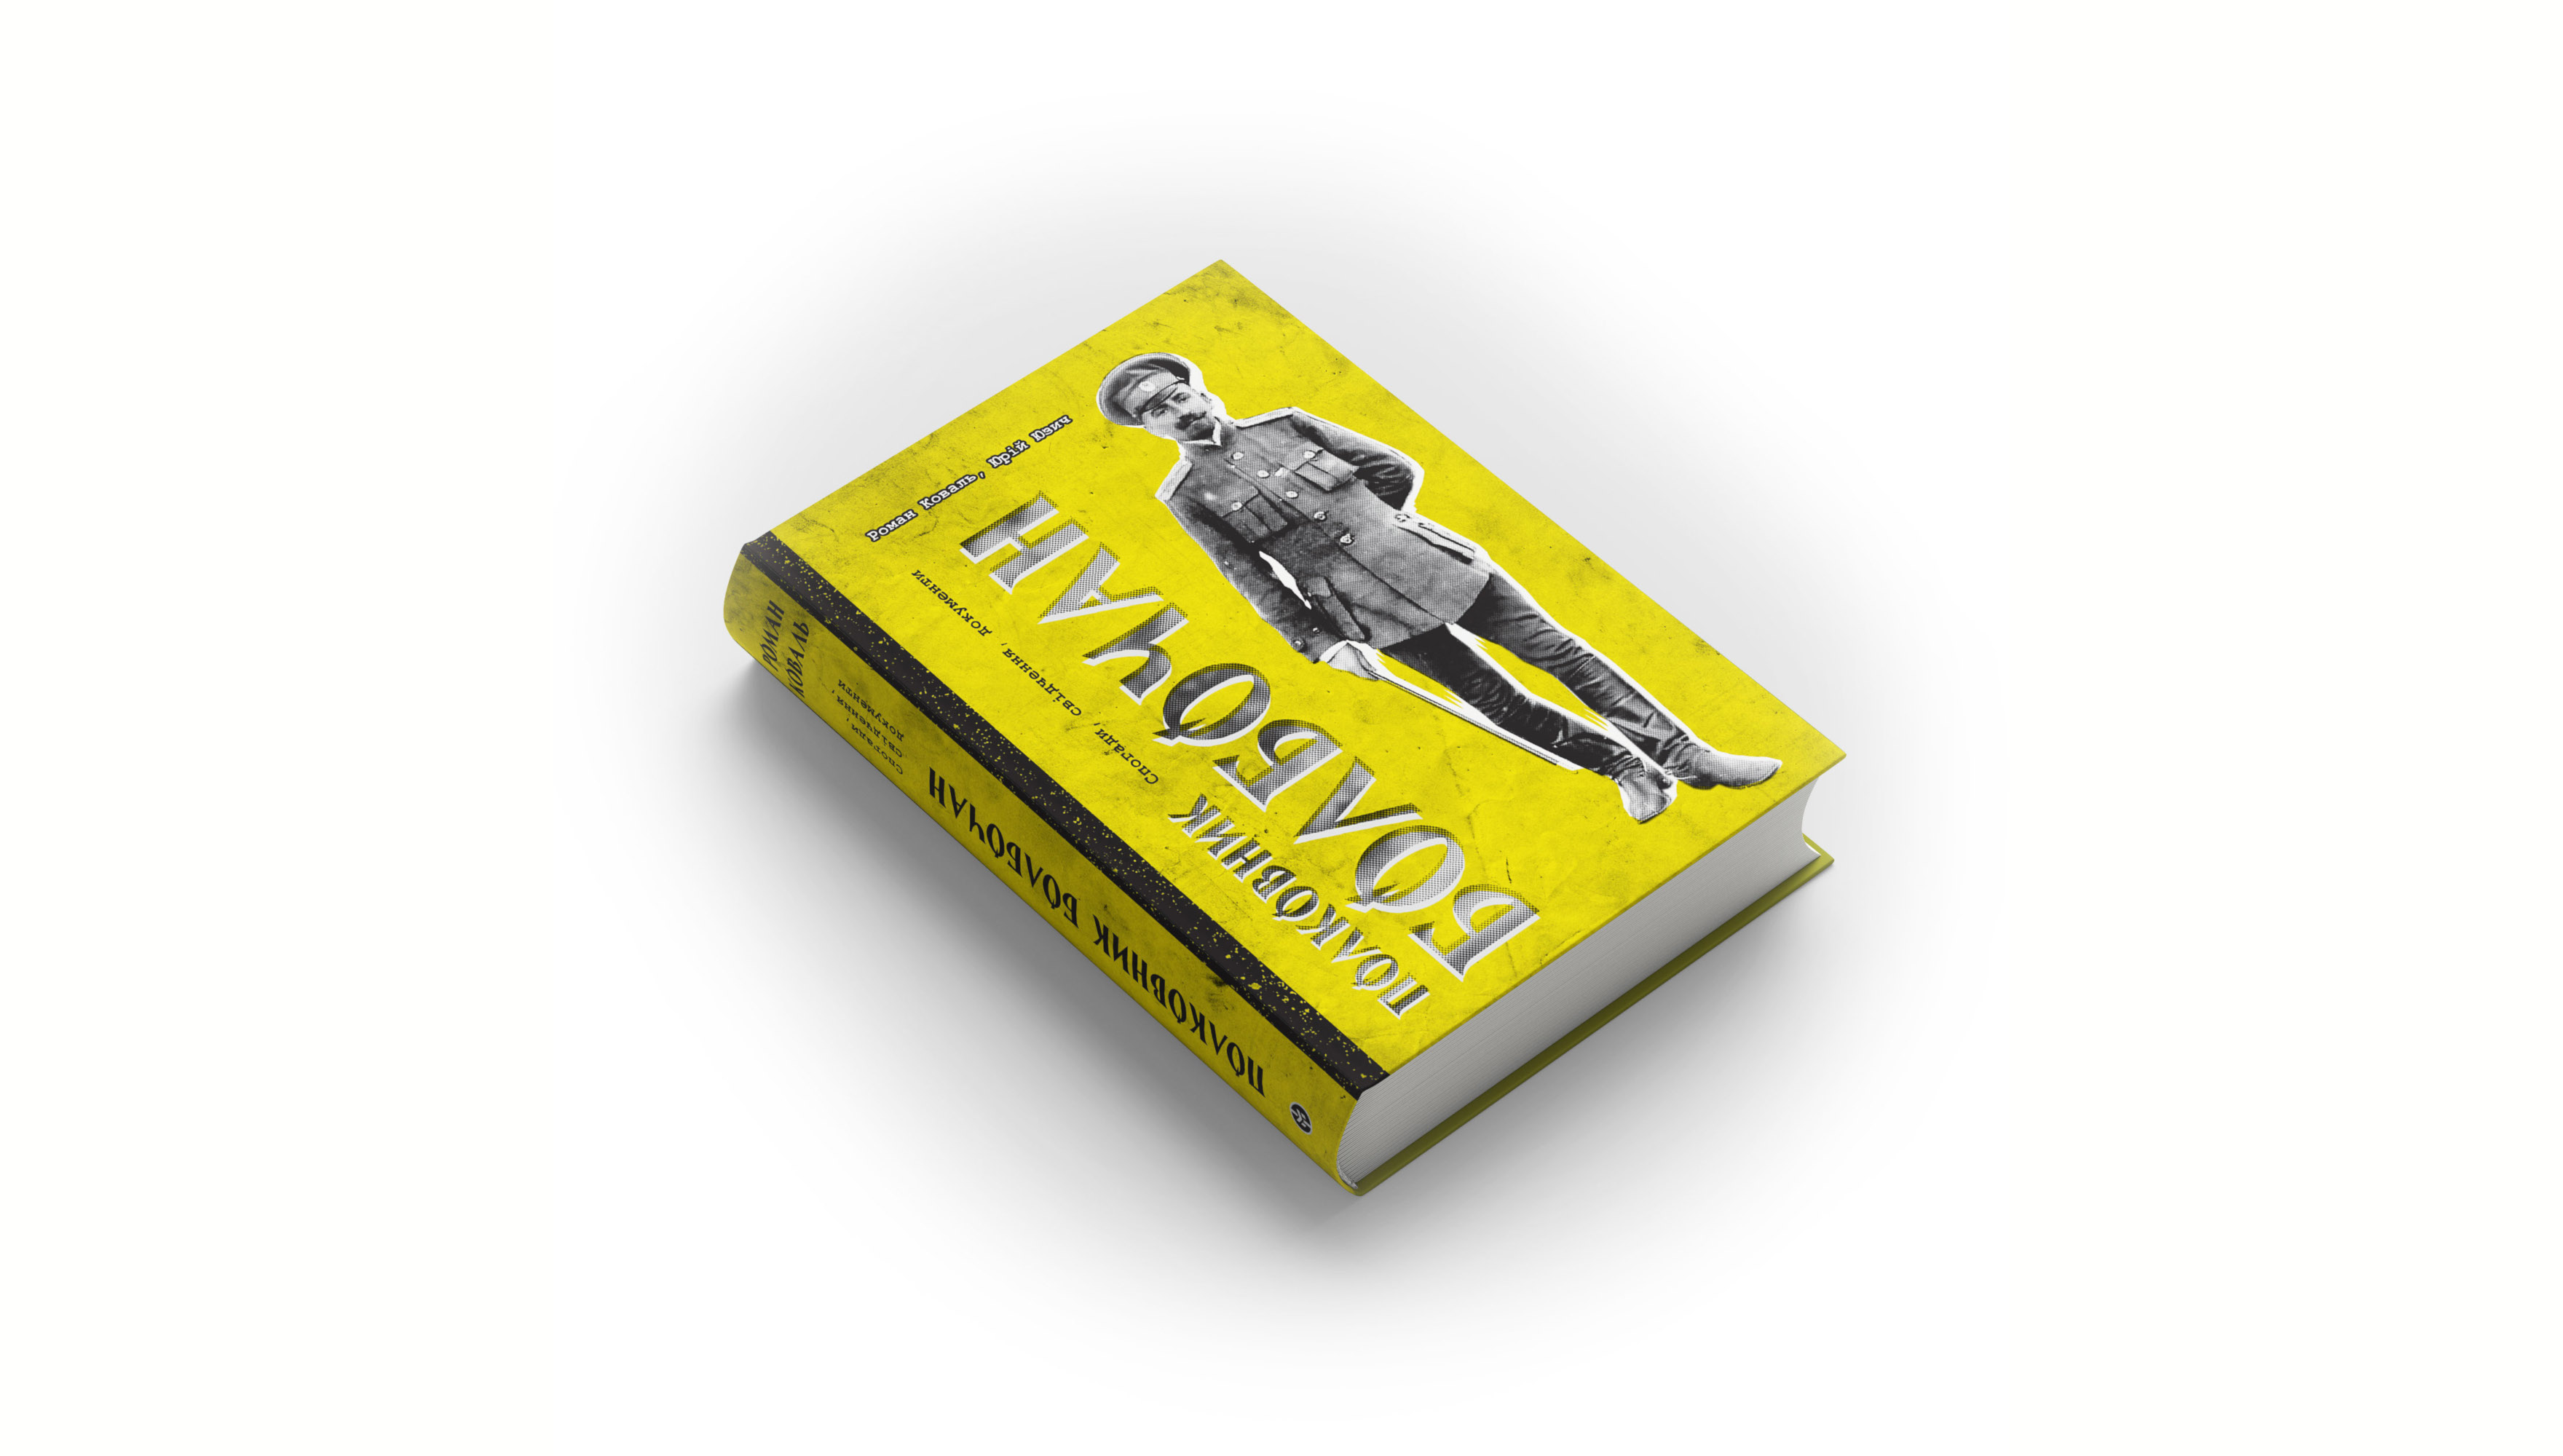 Роман Коваль, Юрій Юзич
ПОЛКОВНИК
БОЛБОЧАН
Спогади, свідчення, документи
РОМАН
КОВАЛЬ
Спогади,
свідчення,
документи
ПОЛКОВНИК БОЛБОЧАН